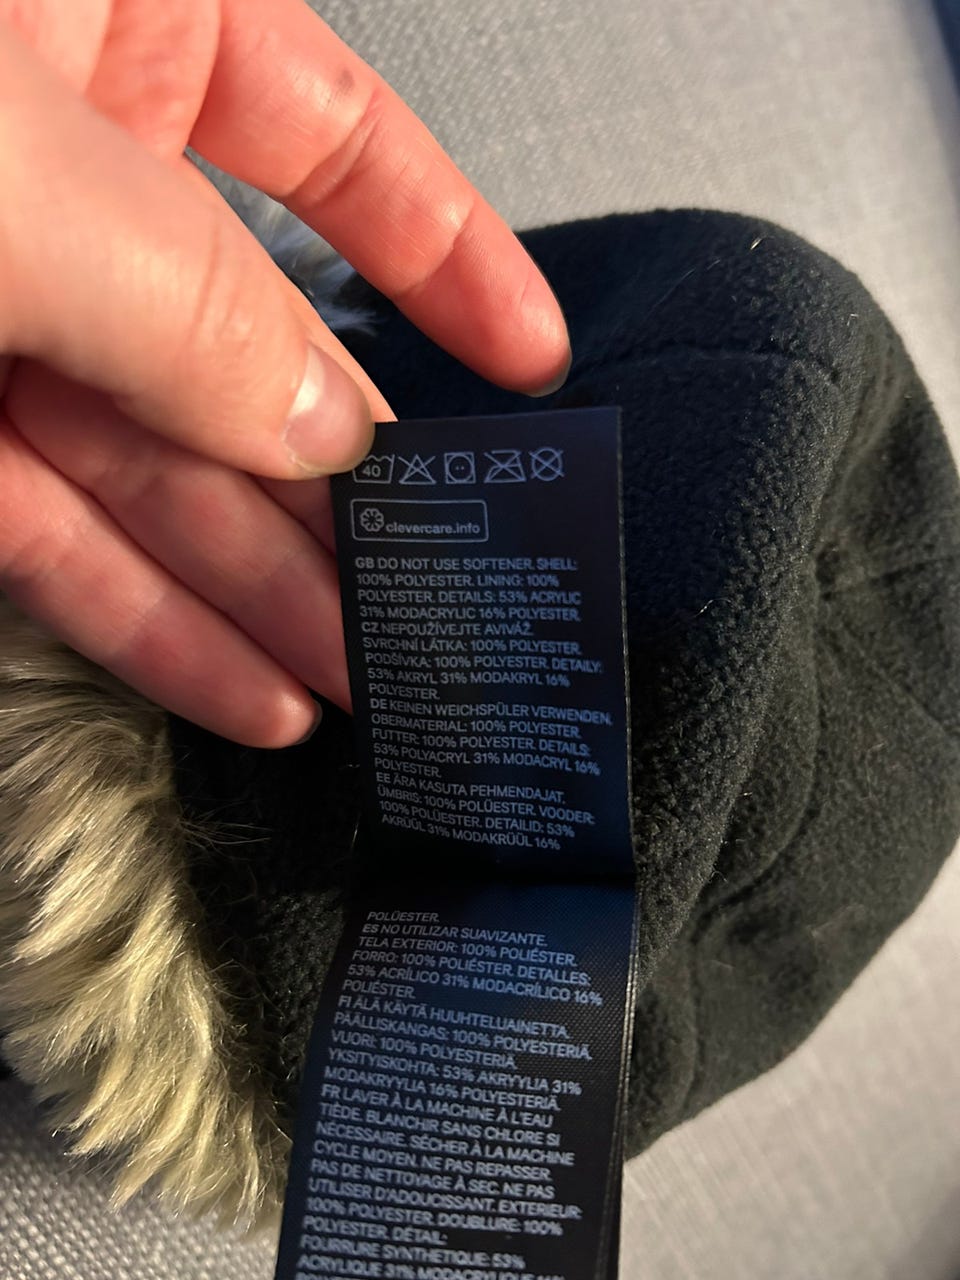 40
clevercare.info
GB DO NOT USE SOFTENER. SHELL:
100% POLYESTER. LINING: 100%
POLYESTER. DETAILS: 53% ACRYLIC
31% MODACRYLIC 16% POLYESTER.
CZ NEPOUŽÍVEJTE AVIVÁŽ.
SVRCHNÍ LÁTKA: 100% POLYESTER.
PODŠÍVKA: 100% POLYESTER. DETAILY:
53% AKRYL 31% MODAKRYL 16%
POLYESTER.
DE KEINEN WEICHSPÜLER VERWENDEN.
OBERMATERIAL: 100% POLYESTER.
FUTTER: 100% POLYESTER. DETAILS:
53% POLYACRYL 31% MODACRYL 16%
POLYESTER.
EE ÄRA KASUTA PEHMENDAJAT.
ÜMBRIS: 100% POLÜESTER. VOODER:
100% POLÜESTER. DETAILID: 53%
AKRÜÜL 31% MODAKRÜÜL 16%
POLÜESTER.
ES NO UTILIZAR SUAVIZANTE.
TELA EXTERIOR: 100% POLIÉSTER.
FORRO: 100% POLIÉSTER. DETALLES:
53% ACRÍLICO 31% MODACRÍLICO 16%
POLIÉSTER.
FI ÄLÄ KÄYTÄ HUUHTELUAINETTA.
PÄÄLLISKANGAS: 100% POLYESTERIÄ.
VUORI: 100% POLYESTERIÄ.
YKSITYISKOHTA: 53% AKRYYLIA 31%
MODAKRYYLIA 16% POLYESTERIÄ.
FR LAVER À LA MACHINE À L'EAU
TIÈDE. BLANCHIR SANS CHLORE SI
NÉCESSAIRE. SÉCHER À LA MACHINE
CYCLE MOYEN. NE PAS REPASSER.
PAS DE NETTOYAGE À SEC. NE PAS
UTILISER D'ADOUCISSANT. EXTERIEUR:
100% POLYESTER. DOUBLURE: 100%
POLYESTER. DETAIL:
FOURRURE SYNTHETIQUE: 53%
ACRYLIQUE 31% MODACRYLIQUE